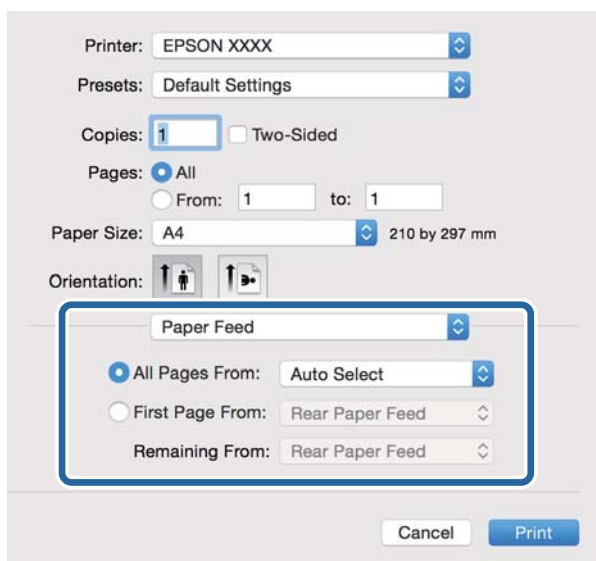 Printer: EPSON XXXX
Presets: Default Settings
Copies: 1 Two-Sided
Pages: All
From: 1 to: 1
Paper Size: A4 210 by 297 mm
Orientation:
Paper Feed
All Pages From: Auto Select
First Page From: Rear Paper Feed
Remaining From: Rear Paper Feed
Cancel Print